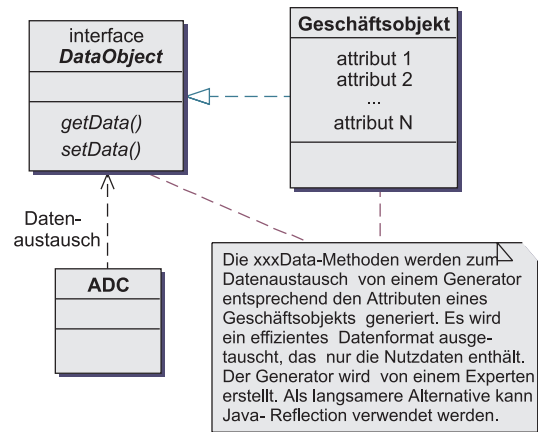 interface
DataObject
getData()
setData()
Geschäftsobjekt
attribut 1
attribut 2
...
attribut N
Daten-
austausch
ADC
Die xxxData-Methoden werden zum
Datenaustausch von einem Generator
entsprechend den Attributen eines
Geschäftsobjekts generiert. Es wird
ein effizientes Datenformat ausge-
tauscht, das nur die Nutzdaten enthält.
Der Generator wird von einem Experten
erstellt. Als langsamere Alternative kann
Java- Reflection verwendet werden.